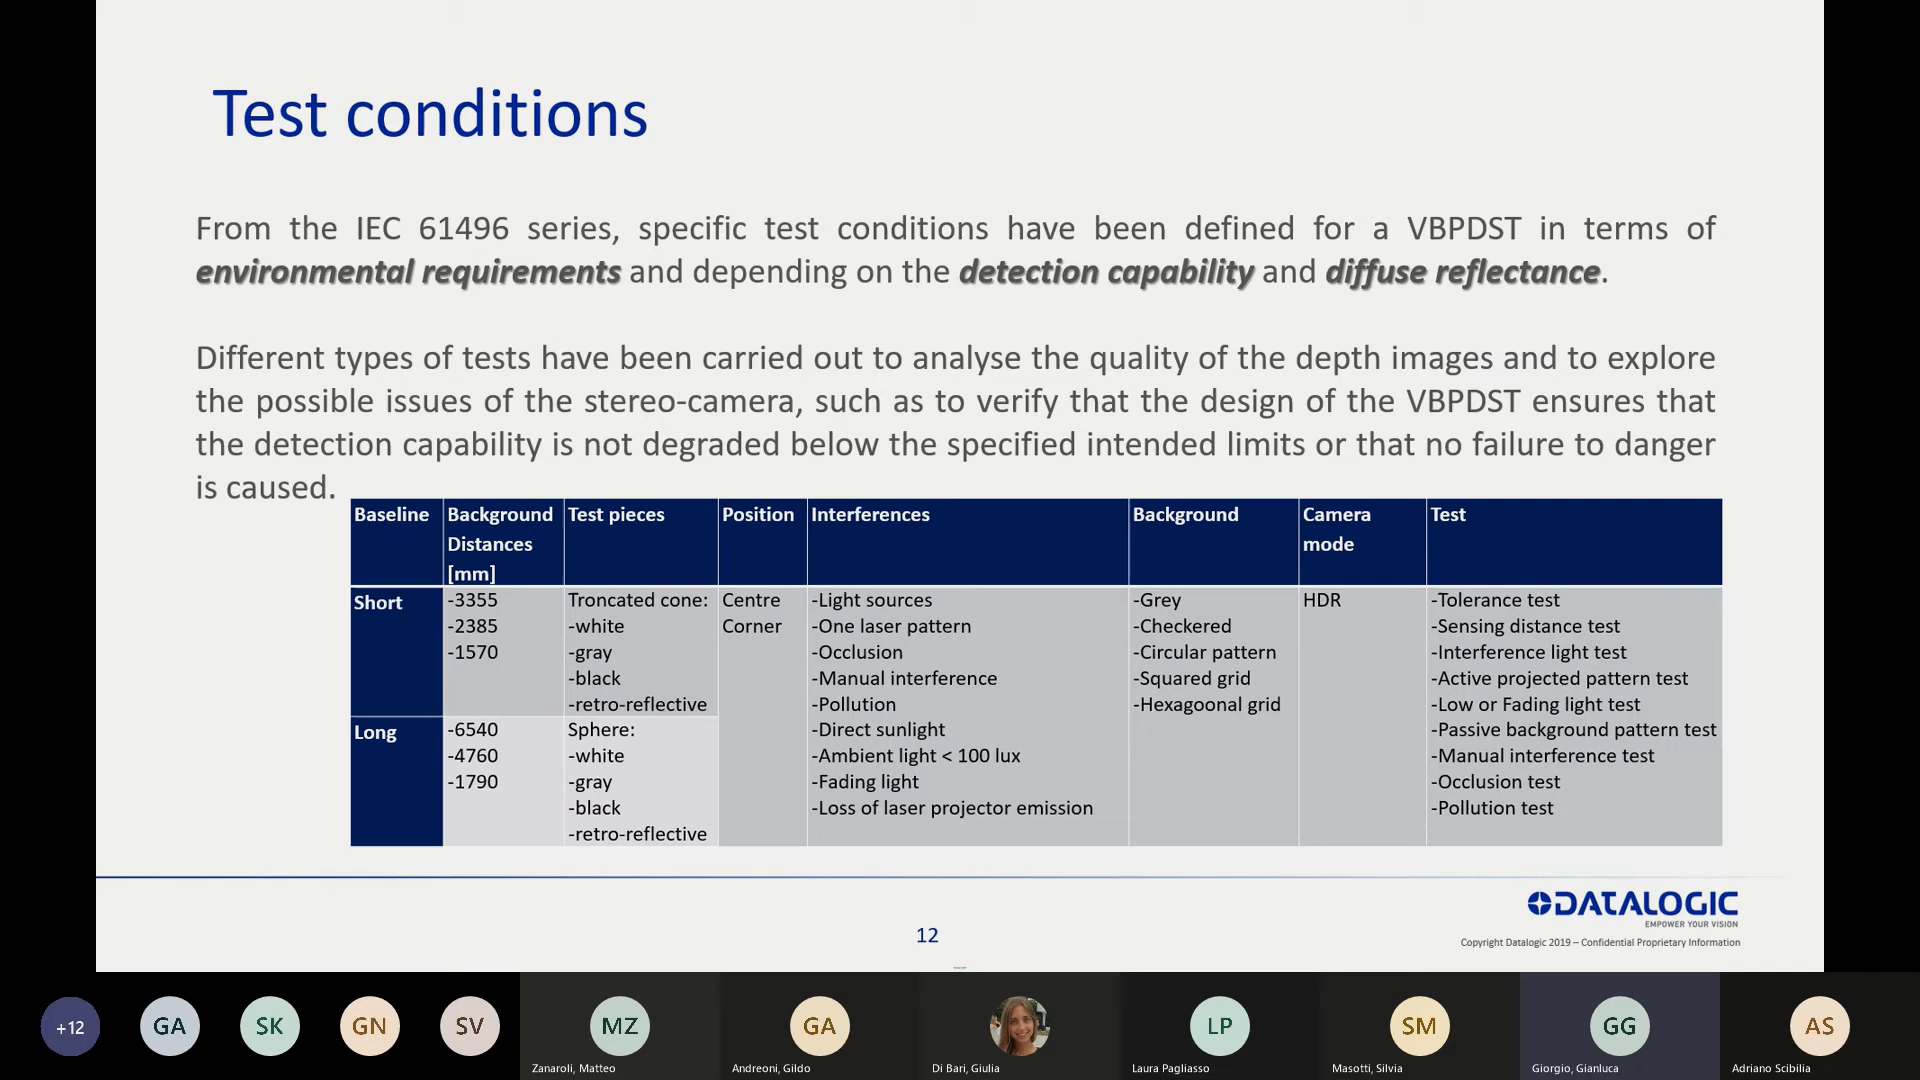 Test conditions
From the IEC 61496 series, specific test conditions have been defined for a VBPDST in terms of
environmental requirements and depending on the detection capability and diffuse reflectance.
Different types of tests have been carried out to analyse the quality of the depth images and to explore
the possible issues of the stereo-camera, such as to verify that the design of the VBPDST ensures that
the detection capability is not degraded below the specified intended limits or that no failure to danger
is caused.
Baseline
Background
Distances
[mm]
Test pieces
Position
Interferences
Background
Camera
mode
Test
Short
-3355
-2385
-1570
Troncated cone:
-white
-gray
-black
-retro-reflective
Centre
Corner
-Light sources
-One laser pattern
-Occlusion
-Manual interference
-Pollution
-Direct sunlight
-Ambient light < 100 lux
-Fading light
-Loss of laser projector emission
-Grey
-Checkered
-Circular pattern
-Squared grid
-Hexagoonal grid
HDR
-Tolerance test
-Sensing distance test
-Interference light test
-Active projected pattern test
-Low or Fading light test
-Passive background pattern test
-Manual interference test
-Occlusion test
-Pollution test
Long
-6540
-4760
-1790
Sphere:
-white
-gray
-black
-retro-reflective
DATALOGIC
EMPOWER YOUR VISION
12
Copyright Datalogic 2019 – Confidential Proprietary Information
+12
GA
SK
GN
SV
MZ
GA
LP
SM
GG
AS
Zanaroli, Matteo
Andreoni, Gildo
Di Bari, Giulia
Laura Pagliasso
Masotti, Silvia
Giorgio, Gianluca
Adriano Scibilia